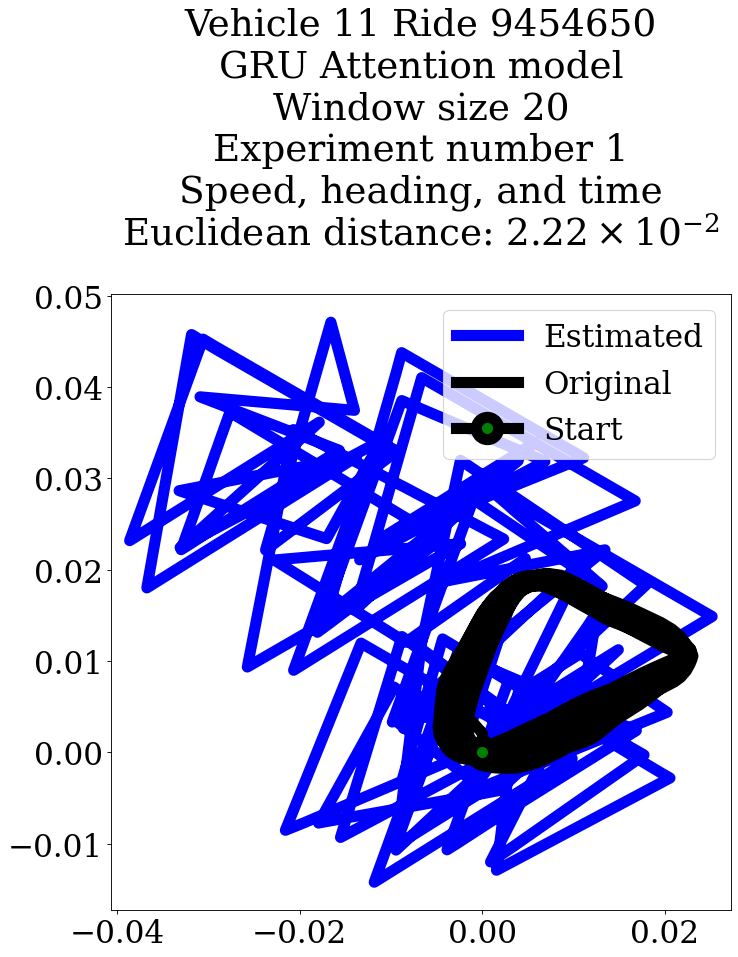 Vehicle 11 Ride 9454650
GRU Attention model
Window size 20
Experiment number 1
Speed, heading, and time
Euclidean distance: 2.22 × 10⁻²
Estimated
Original
Start
0.05
0.04
0.03
0.02
0.01
0.00
−0.01
−0.04
−0.02
0.00
0.02